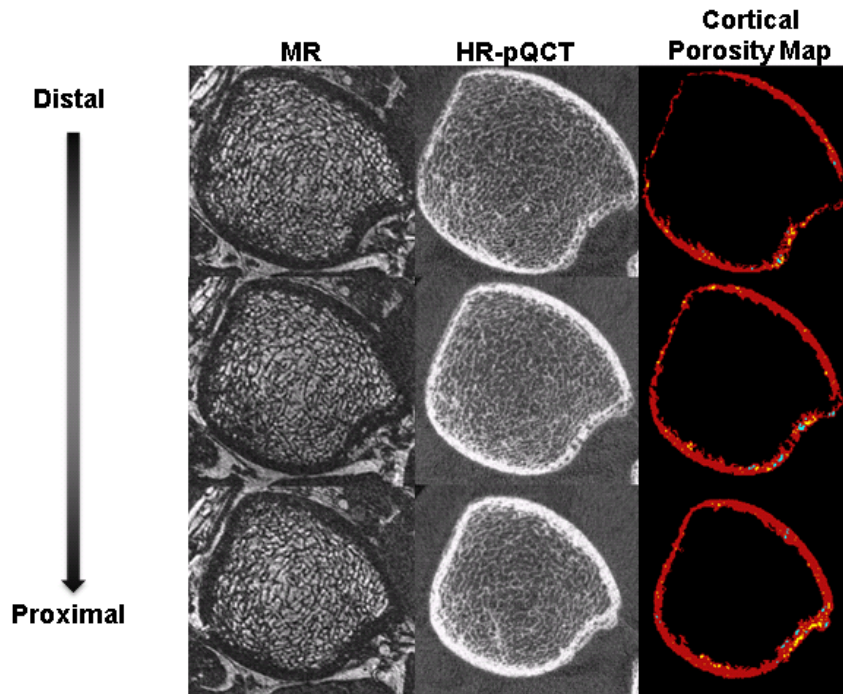 Cortical
Porosity Map
MR
HR-pQCT
Distal
Proximal